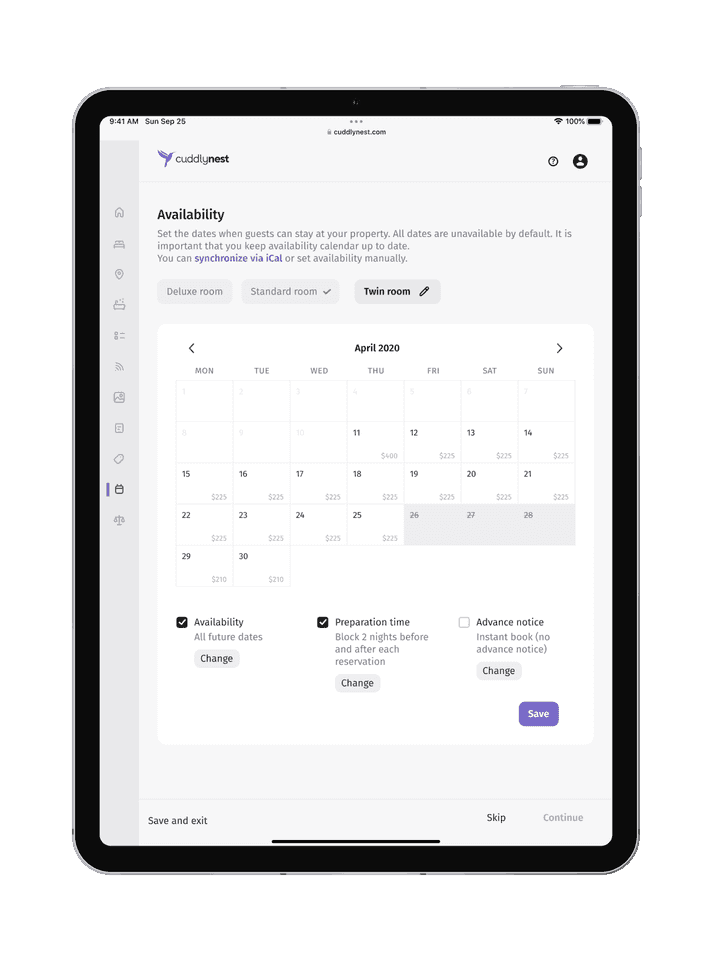 9:41 AM Sun Sep 25
100%
cuddlynest.com
cuddlynest
Availability
Set the dates when guests can stay at your property. All dates are unavailable by default. It is
important that you keep availability calendar up to date.
You can synchronize via iCal or set availability manually.
Deluxe room
Standard room
Twin room
April 2020
MON TUE WED THU FRI SAT SUN
1 2 3 4 5 6 7
8 9 10 11 12 13 14
$400 $225 $225 $225
15 16 17 18 19 20 21
$225 $225 $225 $225 $225 $225 $225
22 23 24 25 26 27 28
$225 $225 $225 $225
29 30
$210 $210
Availability
All future dates
Change
Preparation time
Block 2 nights before
and after each
reservation
Change
Advance notice
Instant book (no
advance notice)
Change
Save
Save and exit
Skip
Continue